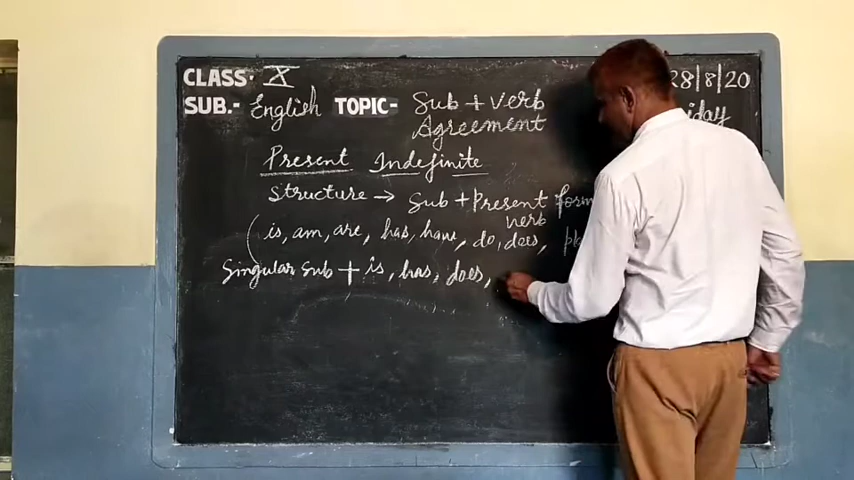 CLASS:- X 28/8/20
SUB.- English TOPIC- Sub + Verb
Agreement
Present Indefinite
Structure → Sub + Present form
verb
(is, am, are, has, have, do, does,
Singular Sub + is, has, does,